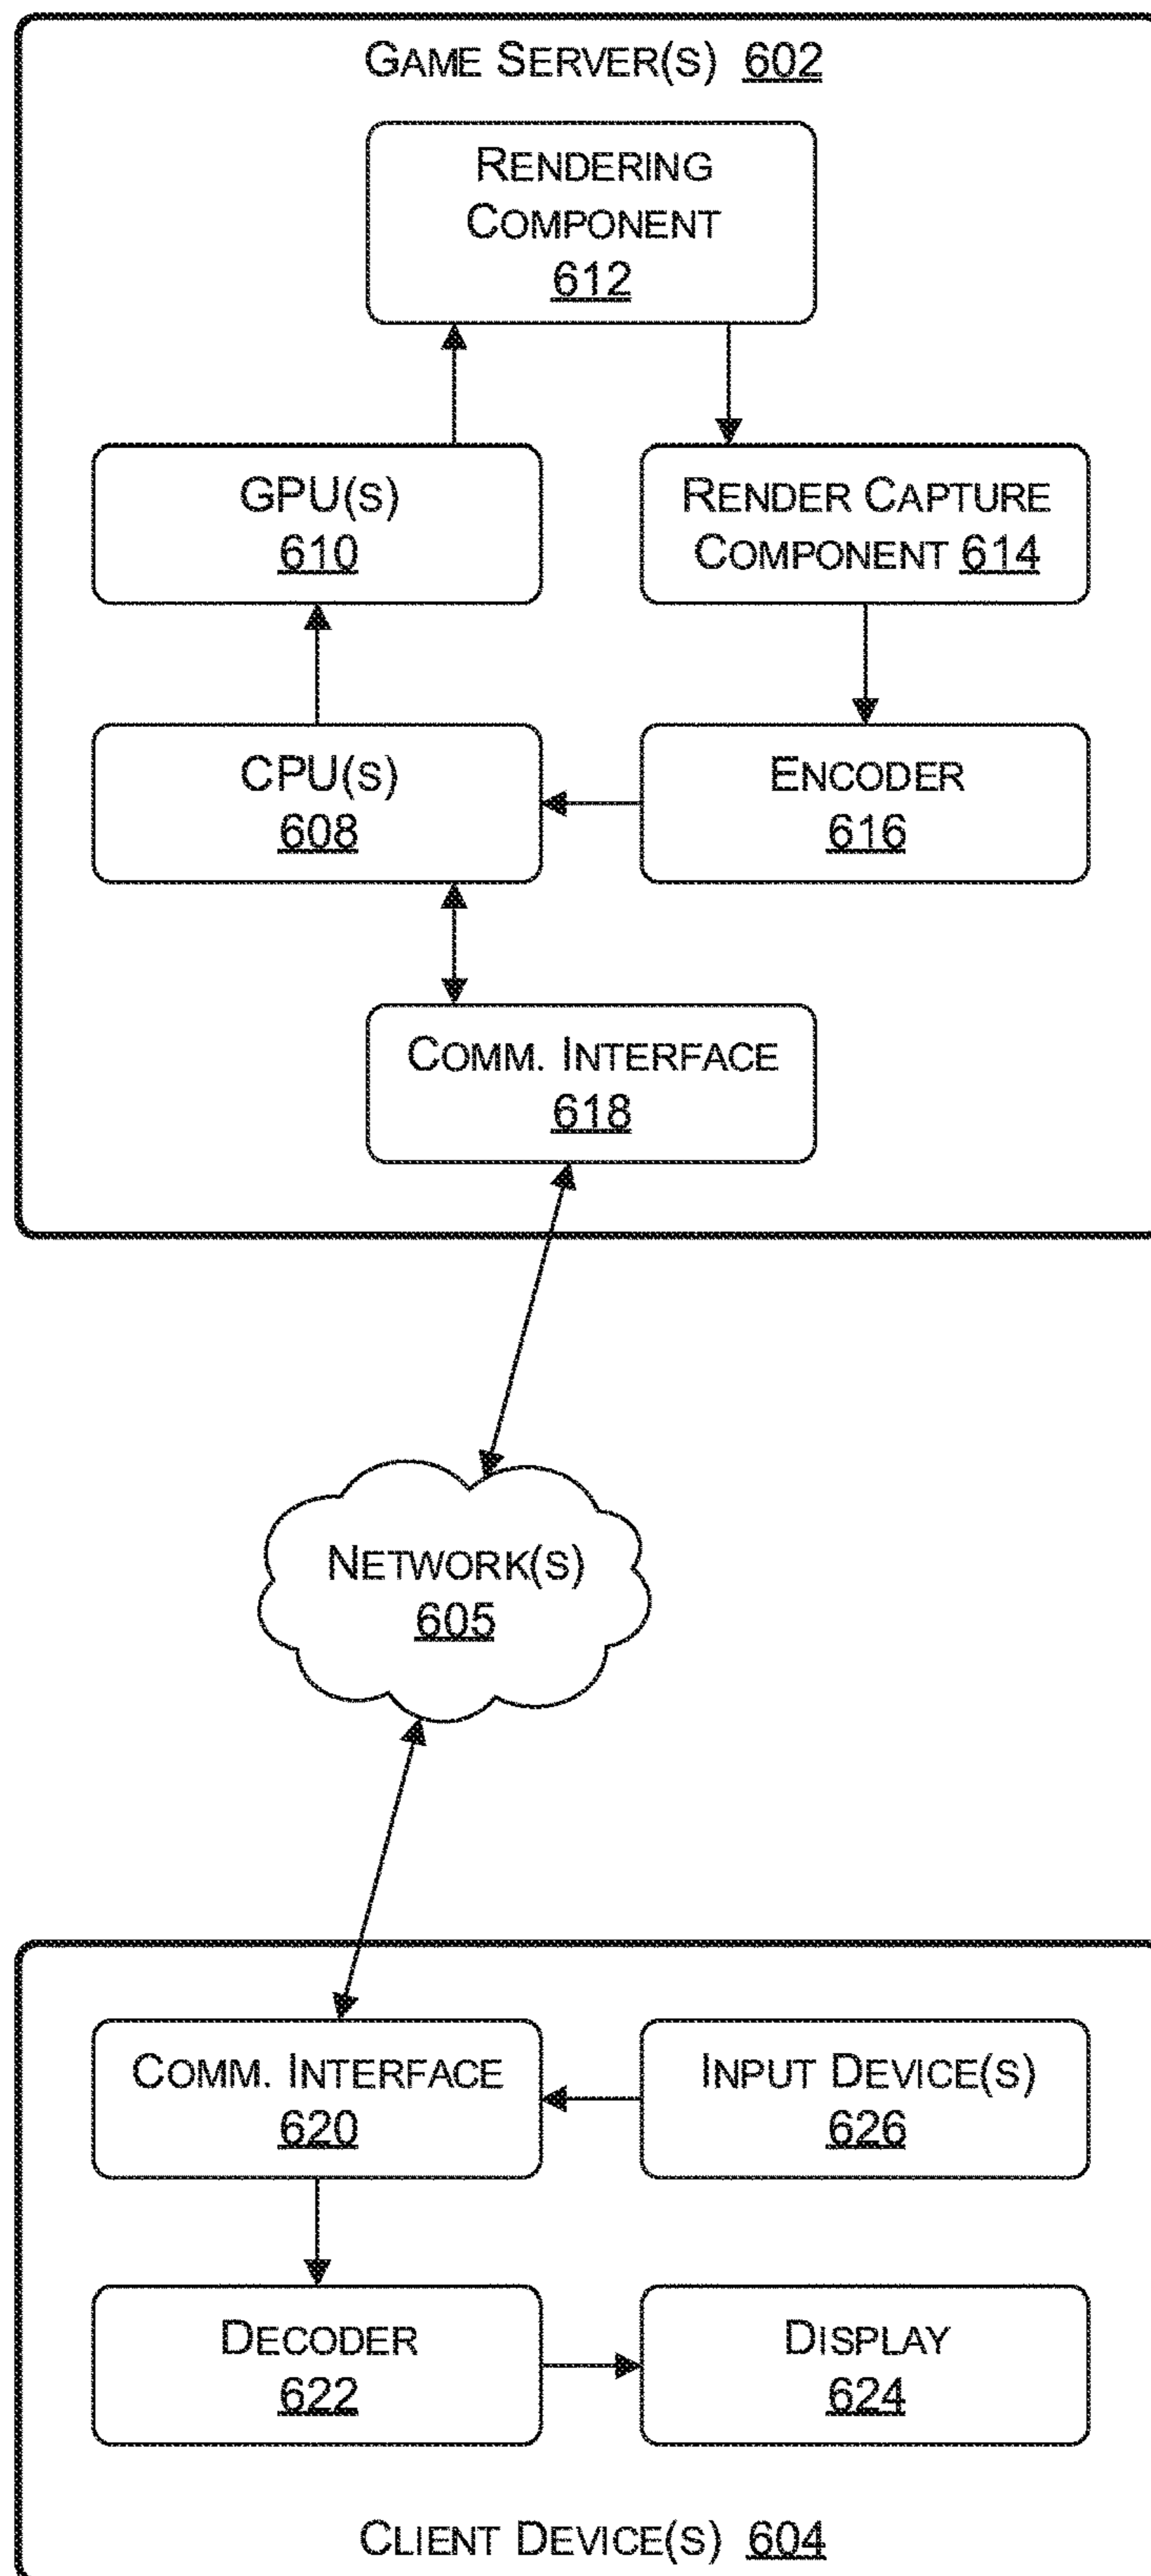 GAME SERVER(S) 602
RENDERING
COMPONENT
612
GPU(S)
610
RENDER CAPTURE
COMPONENT 614
CPU(S)
608
ENCODER
616
COMM. INTERFACE
618
NETWORK(S)
605
COMM. INTERFACE
620
INPUT DEVICE(S)
626
DECODER
622
DISPLAY
624
CLIENT DEVICE(S) 604